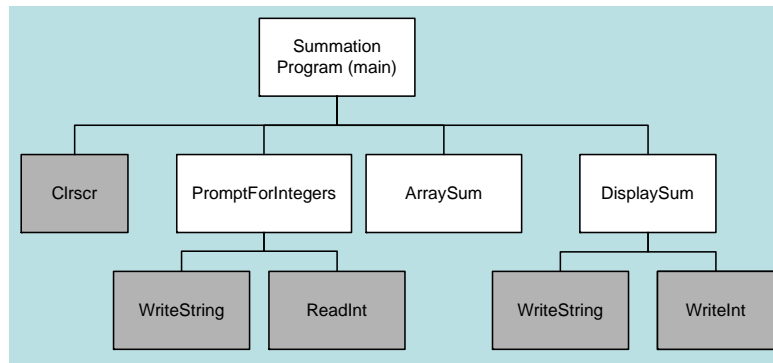 Summation
Program (main)
Clrscr
PromptForIntegers
ArraySum
DisplaySum
WriteString
ReadInt
WriteString
WriteInt